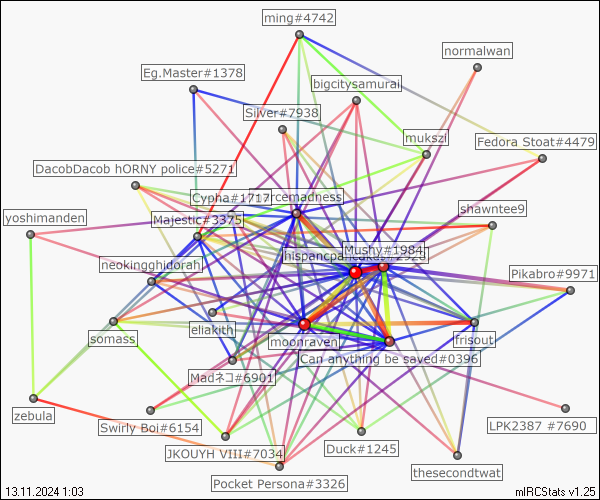 ming#4742
normalwan
Eg.Master#1378
bigcitysamurai
Silver#7938
mukszi
Fedora Stoat#4479
DacobDacob hORNY police#5271
Cypha#1717
yoshimanden
Majestic#3375
shawntee9
Mushy#1984
neokingghidorah
Pikabro#9971
eliakith
somass
moonraven
frisout
Can anything be saved#0396
Madネコ#6901
zebula
Swirly Boi#6154
LPK2387 #7690
JKOUYH VIII#7034
Duck#1245
thesecondtwat
Pocket Persona#3326
13.11.2024 1:03
mIRCStats v1.25